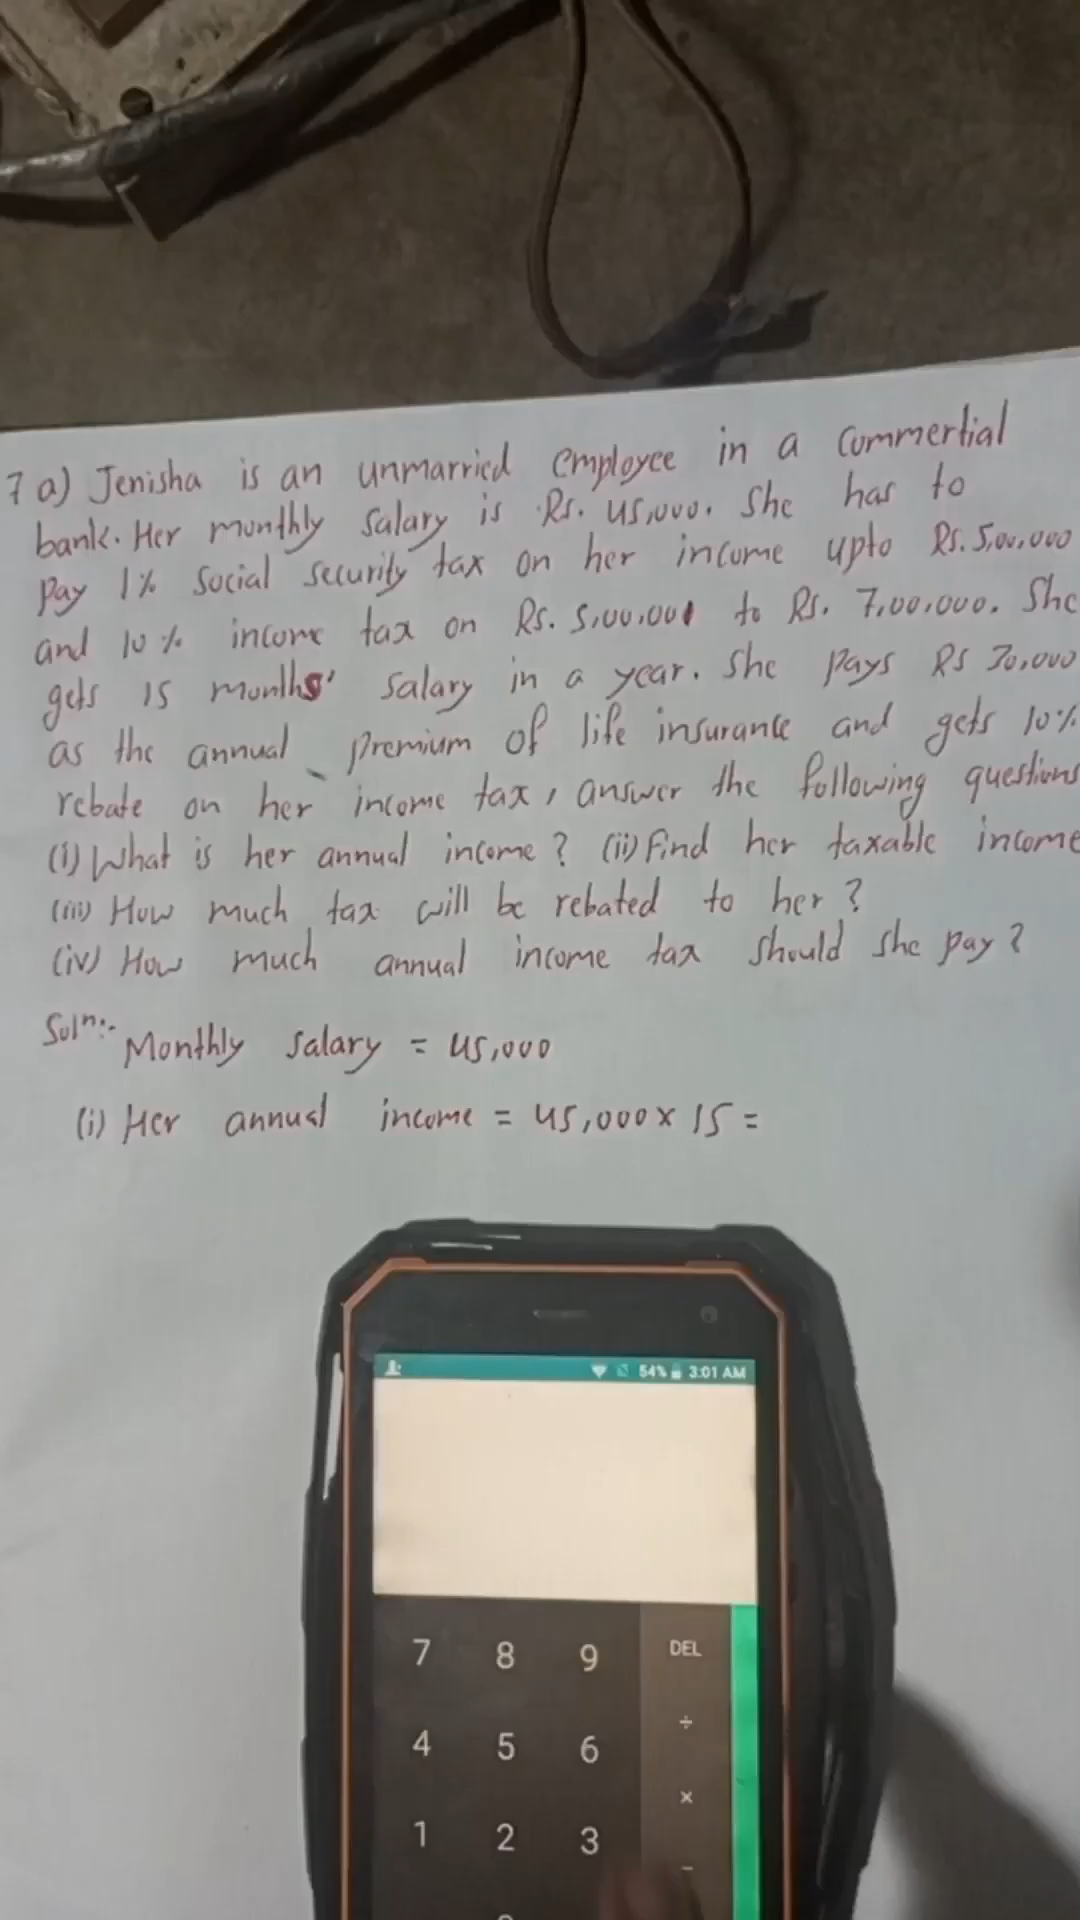 7 a) Jenisha is an unmarried employee in a Commertial
bank. Her monthly salary is Rs. 45,000. She has to
pay 1% Social security tax on her income upto Rs. 5,00,000
and 10% income tax on Rs. 5,00,001 to Rs. 7,00,000. She
gets 15 months' salary in a year. She pays Rs 30,000
as the annual premium of life insurance and gets 10%
rebate on her income tax, answer the following questions
(i) What is her annual income? (ii) Find her taxable income
(iii) How much tax will be rebated to her?
(iv) How much annual income tax should she pay?
Soln:- Monthly salary = 45,000
(i) Her annual income = 45,000 x 15 =
54% 3:01 AM
7 8 9 DEL
÷
4 5 6
×
1 2 3
−